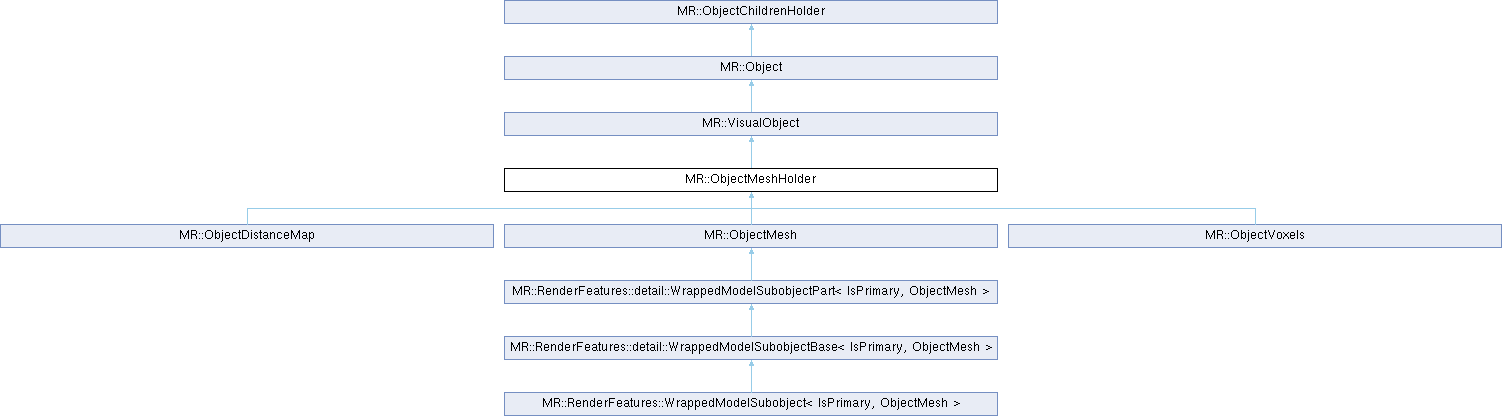 MR::ObjectChildrenHolder
MR::Object
MR::VisualObject
MR::ObjectMeshHolder
MR::ObjectDistanceMap
MR::ObjectMesh
MR::ObjectVoxels
MR::RenderFeatures::detail::WrappedModelSubobjectPart< IsPrimary, ObjectMesh >
MR::RenderFeatures::detail::WrappedModelSubobjectBase< IsPrimary, ObjectMesh >
MR::RenderFeatures::WrappedModelSubobject< IsPrimary, ObjectMesh >